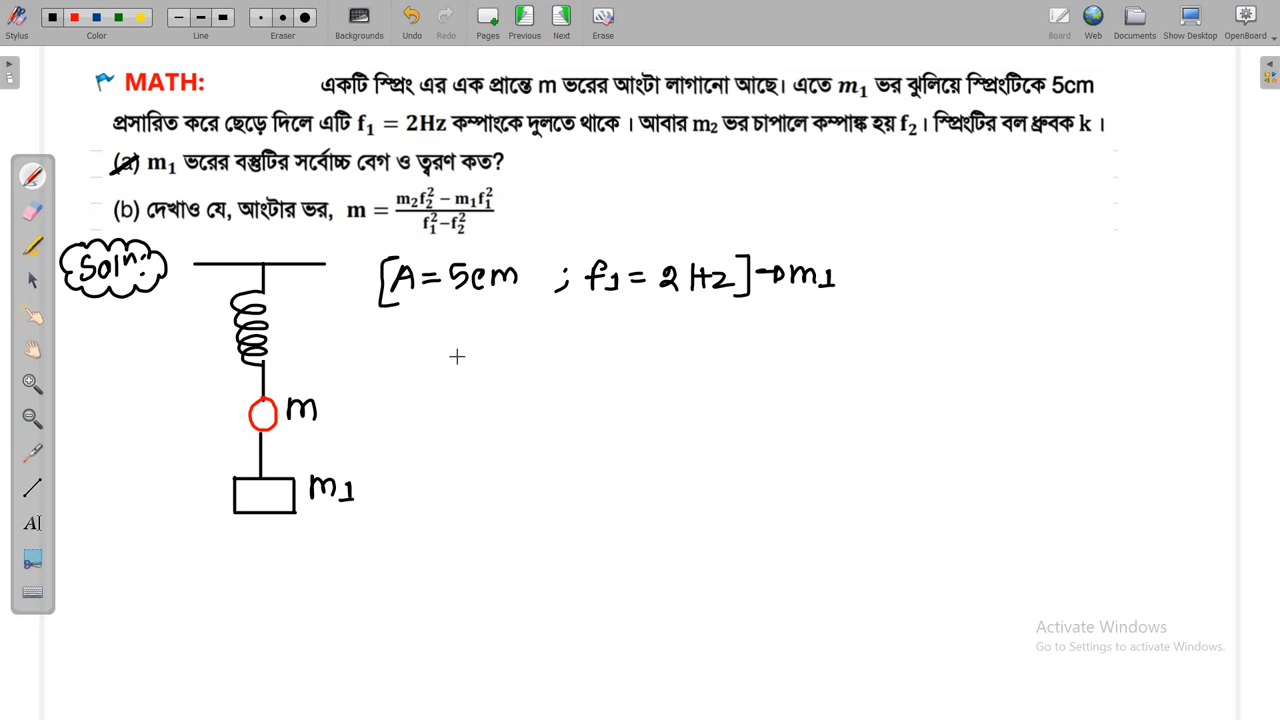 Stylus Color Line Eraser Backgrounds Undo Redo Pages Previous Next Erase Board Web Documents Show Desktop OpenBoard
MATH: একটি স্প্রিং এর এক প্রান্তে m ভরের আংটা লাগানো আছে। এতে m₁ ভর ঝুলিয়ে স্প্রিংটিকে 5cm
প্রসারিত করে ছেড়ে দিলে এটি f₁ = 2Hz কম্পাংকে দুলতে থাকে । আবার m₂ ভর চাপালে কম্পাঙ্ক হয় f₂। স্প্রিংটির বল ধ্রুবক k ।
(a) m₁ ভরের বস্তুটির সর্বোচ্চ বেগ ও ত্বরণ কত?
(b) দেখাও যে, আংটার ভর, m = (m₂f₂² − m₁f₁²)/(f₁²−f₂²)
Soln:
[A = 5cm ; f₁ = 2 Hz] → m₁
m
m₁
Activate Windows
Go to Settings to activate Windows.